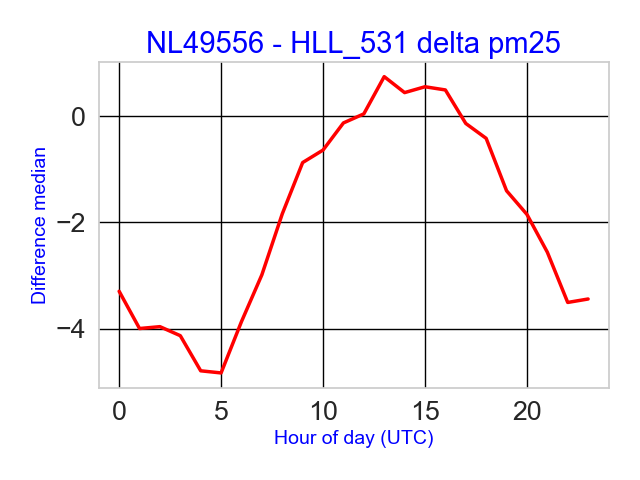 NL49556 - HLL_531 delta pm25
Difference median
0
−2
−4
0 5 10 15 20
Hour of day (UTC)